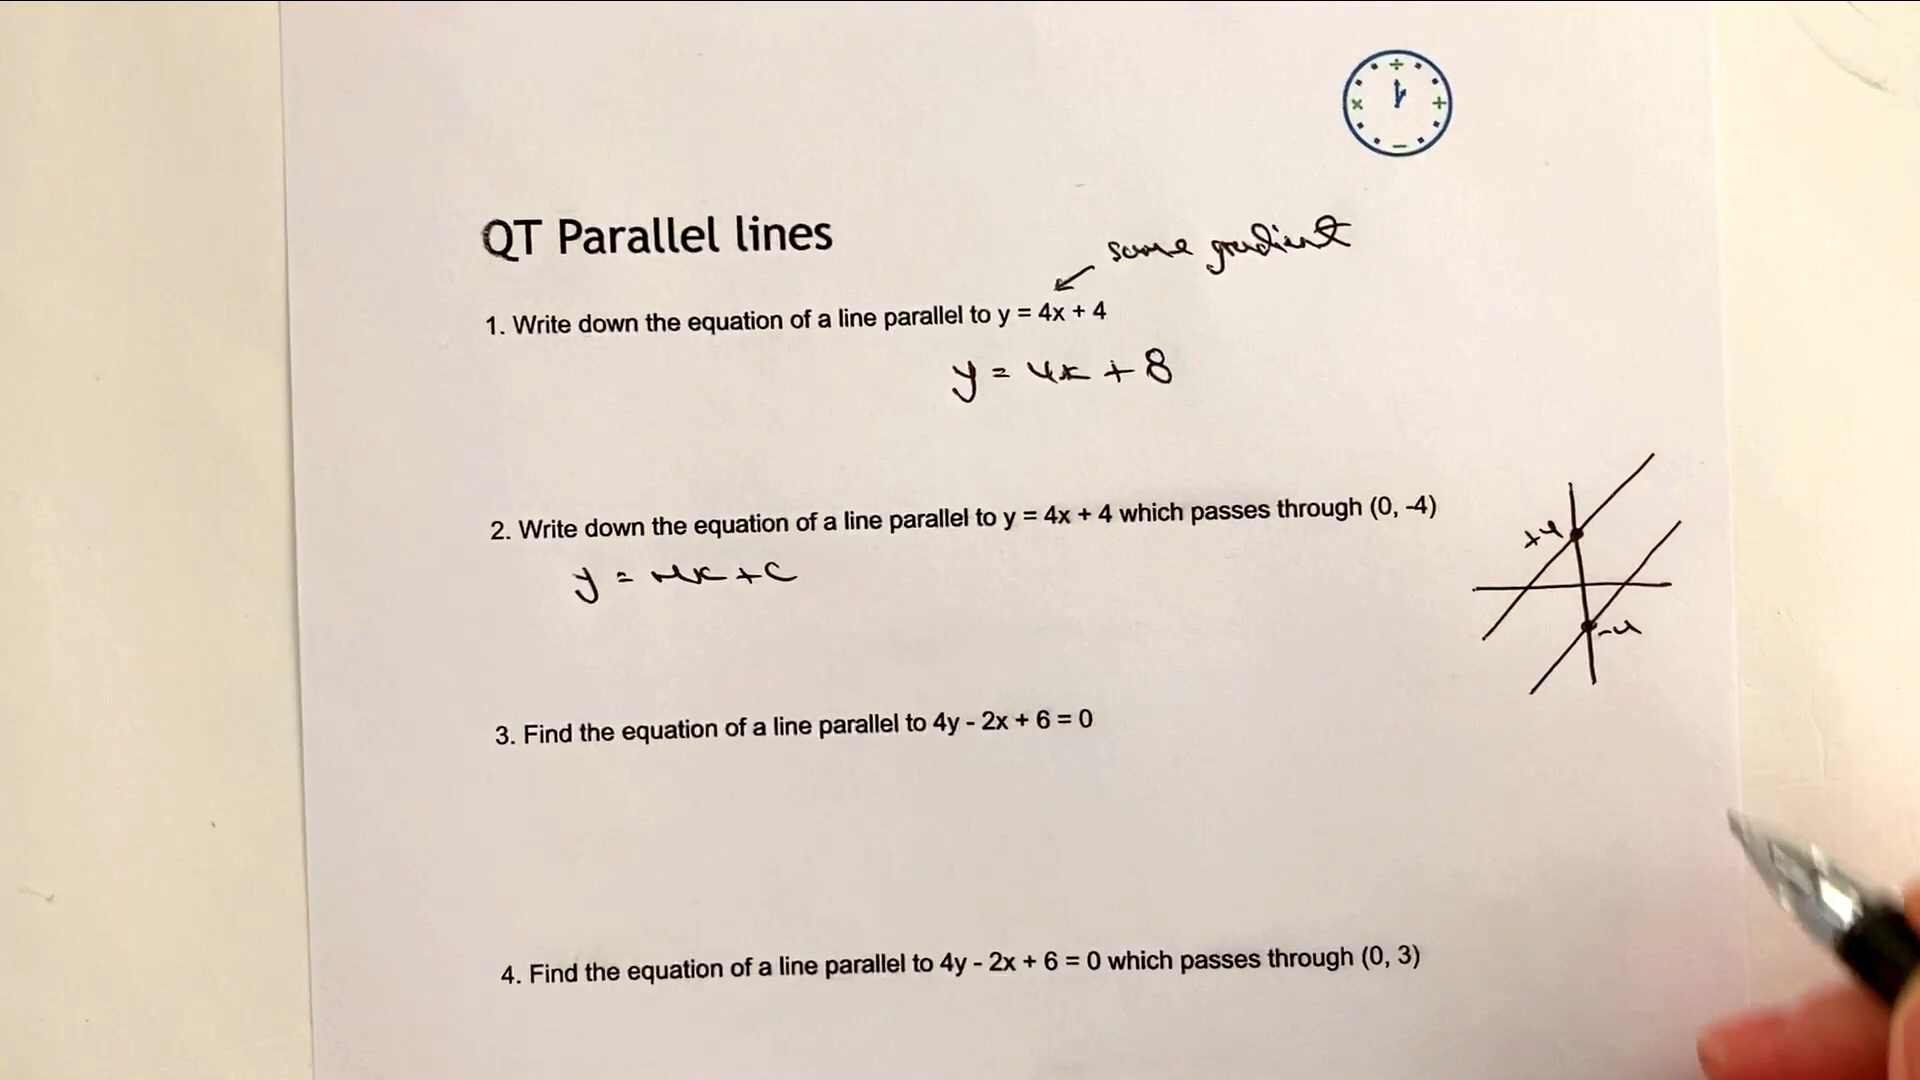 QT Parallel lines
same gradient
1. Write down the equation of a line parallel to y = 4x + 4
y = 4x + 8
2. Write down the equation of a line parallel to y = 4x + 4 which passes through (0, -4)
y = mx + c
+4
-4
3. Find the equation of a line parallel to 4y - 2x + 6 = 0
4. Find the equation of a line parallel to 4y - 2x + 6 = 0 which passes through (0, 3)